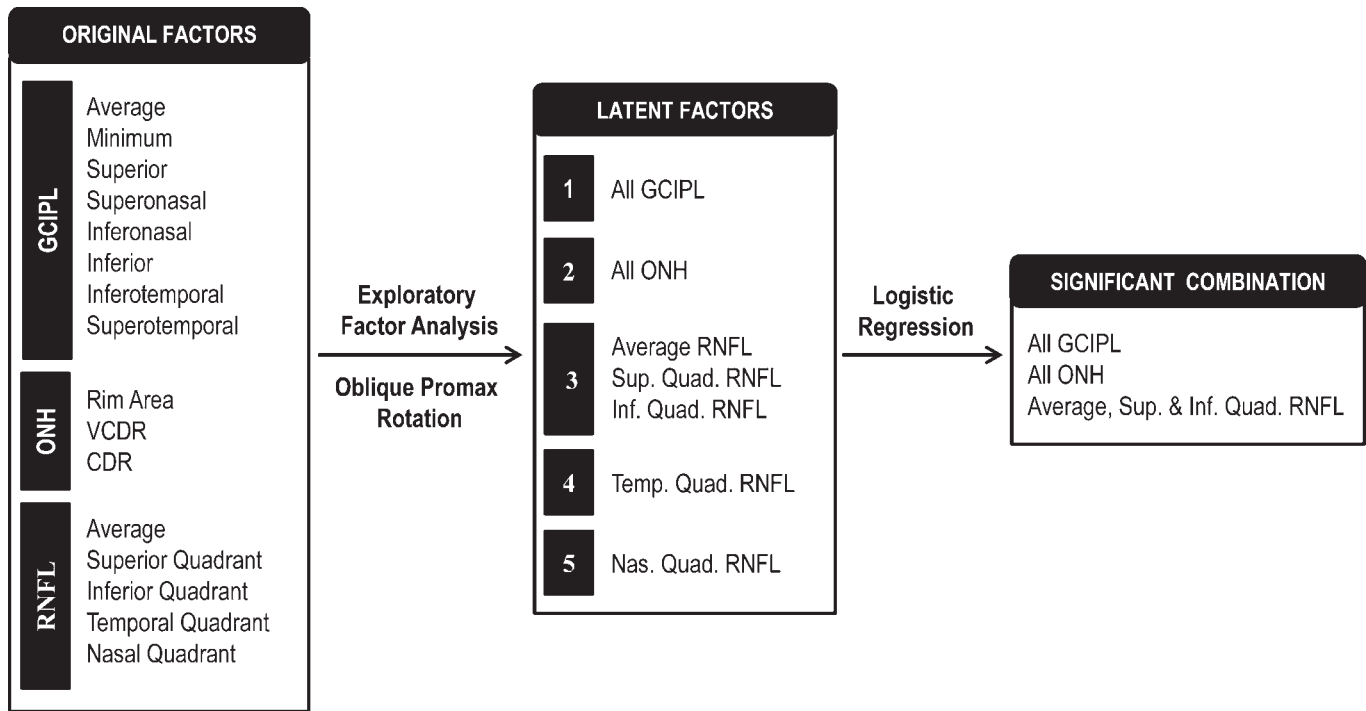 ORIGINAL FACTORS
GCIPL
Average
Minimum
Superior
Superonasal
Inferonasal
Inferior
Inferotemporal
Superotemporal
ONH
Rim Area
VCDR
CDR
RNFL
Average
Superior Quadrant
Inferior Quadrant
Temporal Quadrant
Nasal Quadrant
Exploratory
Factor Analysis
Oblique Promax
Rotation
LATENT FACTORS
1 All GCIPL
2 All ONH
3
Average RNFL
Sup. Quad. RNFL
Inf. Quad. RNFL
4 Temp. Quad. RNFL
5 Nas. Quad. RNFL
Logistic
Regression
SIGNIFICANT COMBINATION
All GCIPL
All ONH
Average, Sup. & Inf. Quad. RNFL